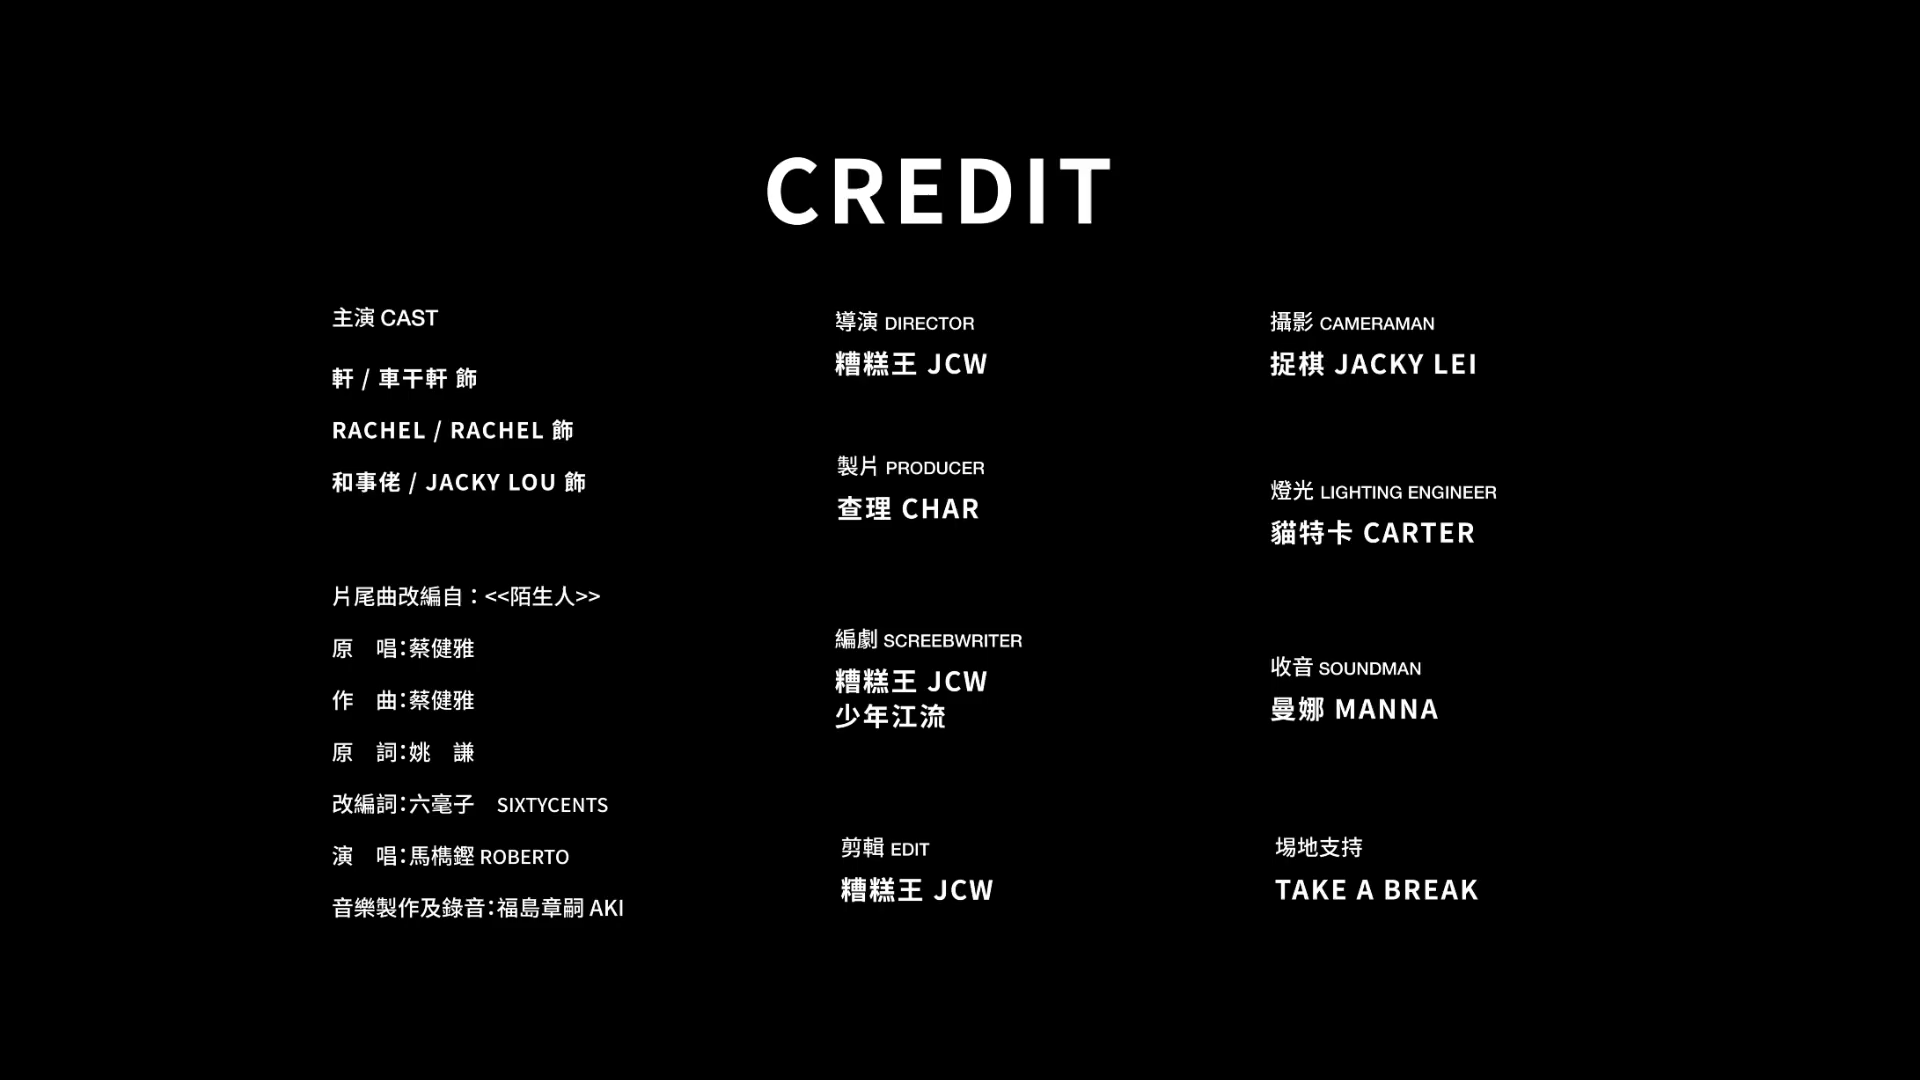 CREDIT
主演 CAST
軒 / 車干軒 飾
RACHEL / RACHEL 飾
和事佬 / JACKY LOU 飾
片尾曲改編自：<<陌生人>>
原　唱：蔡健雅
作　曲：蔡健雅
原　詞：姚　謙
改編詞：六毫子　SIXTYCENTS
演　唱：馬檇鏗 ROBERTO
音樂製作及錄音：福島章嗣 AKI
導演 DIRECTOR
糟糕王 JCW
製片 PRODUCER
查理 CHAR
編劇 SCREEBWRITER
糟糕王 JCW
少年江流
剪輯 EDIT
糟糕王 JCW
攝影 CAMERAMAN
捉棋 JACKY LEI
燈光 LIGHTING ENGINEER
貓特卡 CARTER
收音 SOUNDMAN
曼娜 MANNA
場地支持
TAKE A BREAK